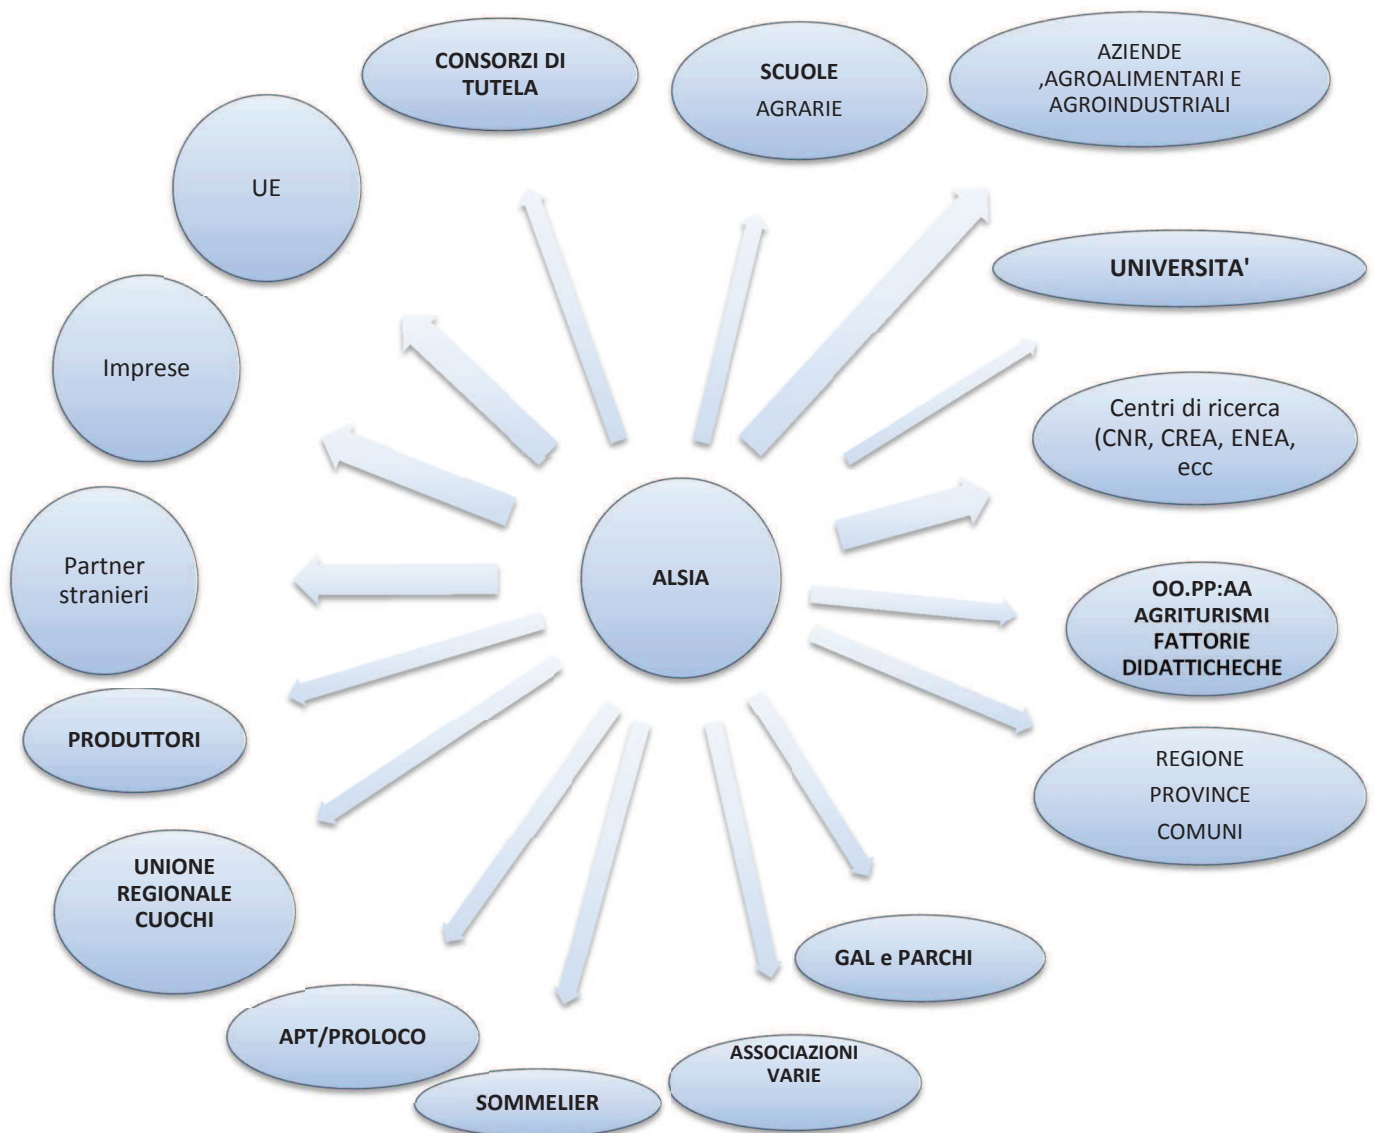 CONSORZI DI
TUTELA
SCUOLE
AGRARIE
AZIENDE
,AGROALIMENTARI E
AGROINDUSTRIALI
UE
UNIVERSITA'
Imprese
Centri di ricerca
(CNR, CREA, ENEA,
ecc
Partner
stranieri
ALSIA
OO.PP:AA
AGRITURISMI
FATTORIE
DIDATTICHECHE
PRODUTTORI
REGIONE
PROVINCE
COMUNI
UNIONE
REGIONALE
CUOCHI
GAL e PARCHI
APT/PROLOCO
ASSOCIAZIONI
VARIE
SOMMELIER